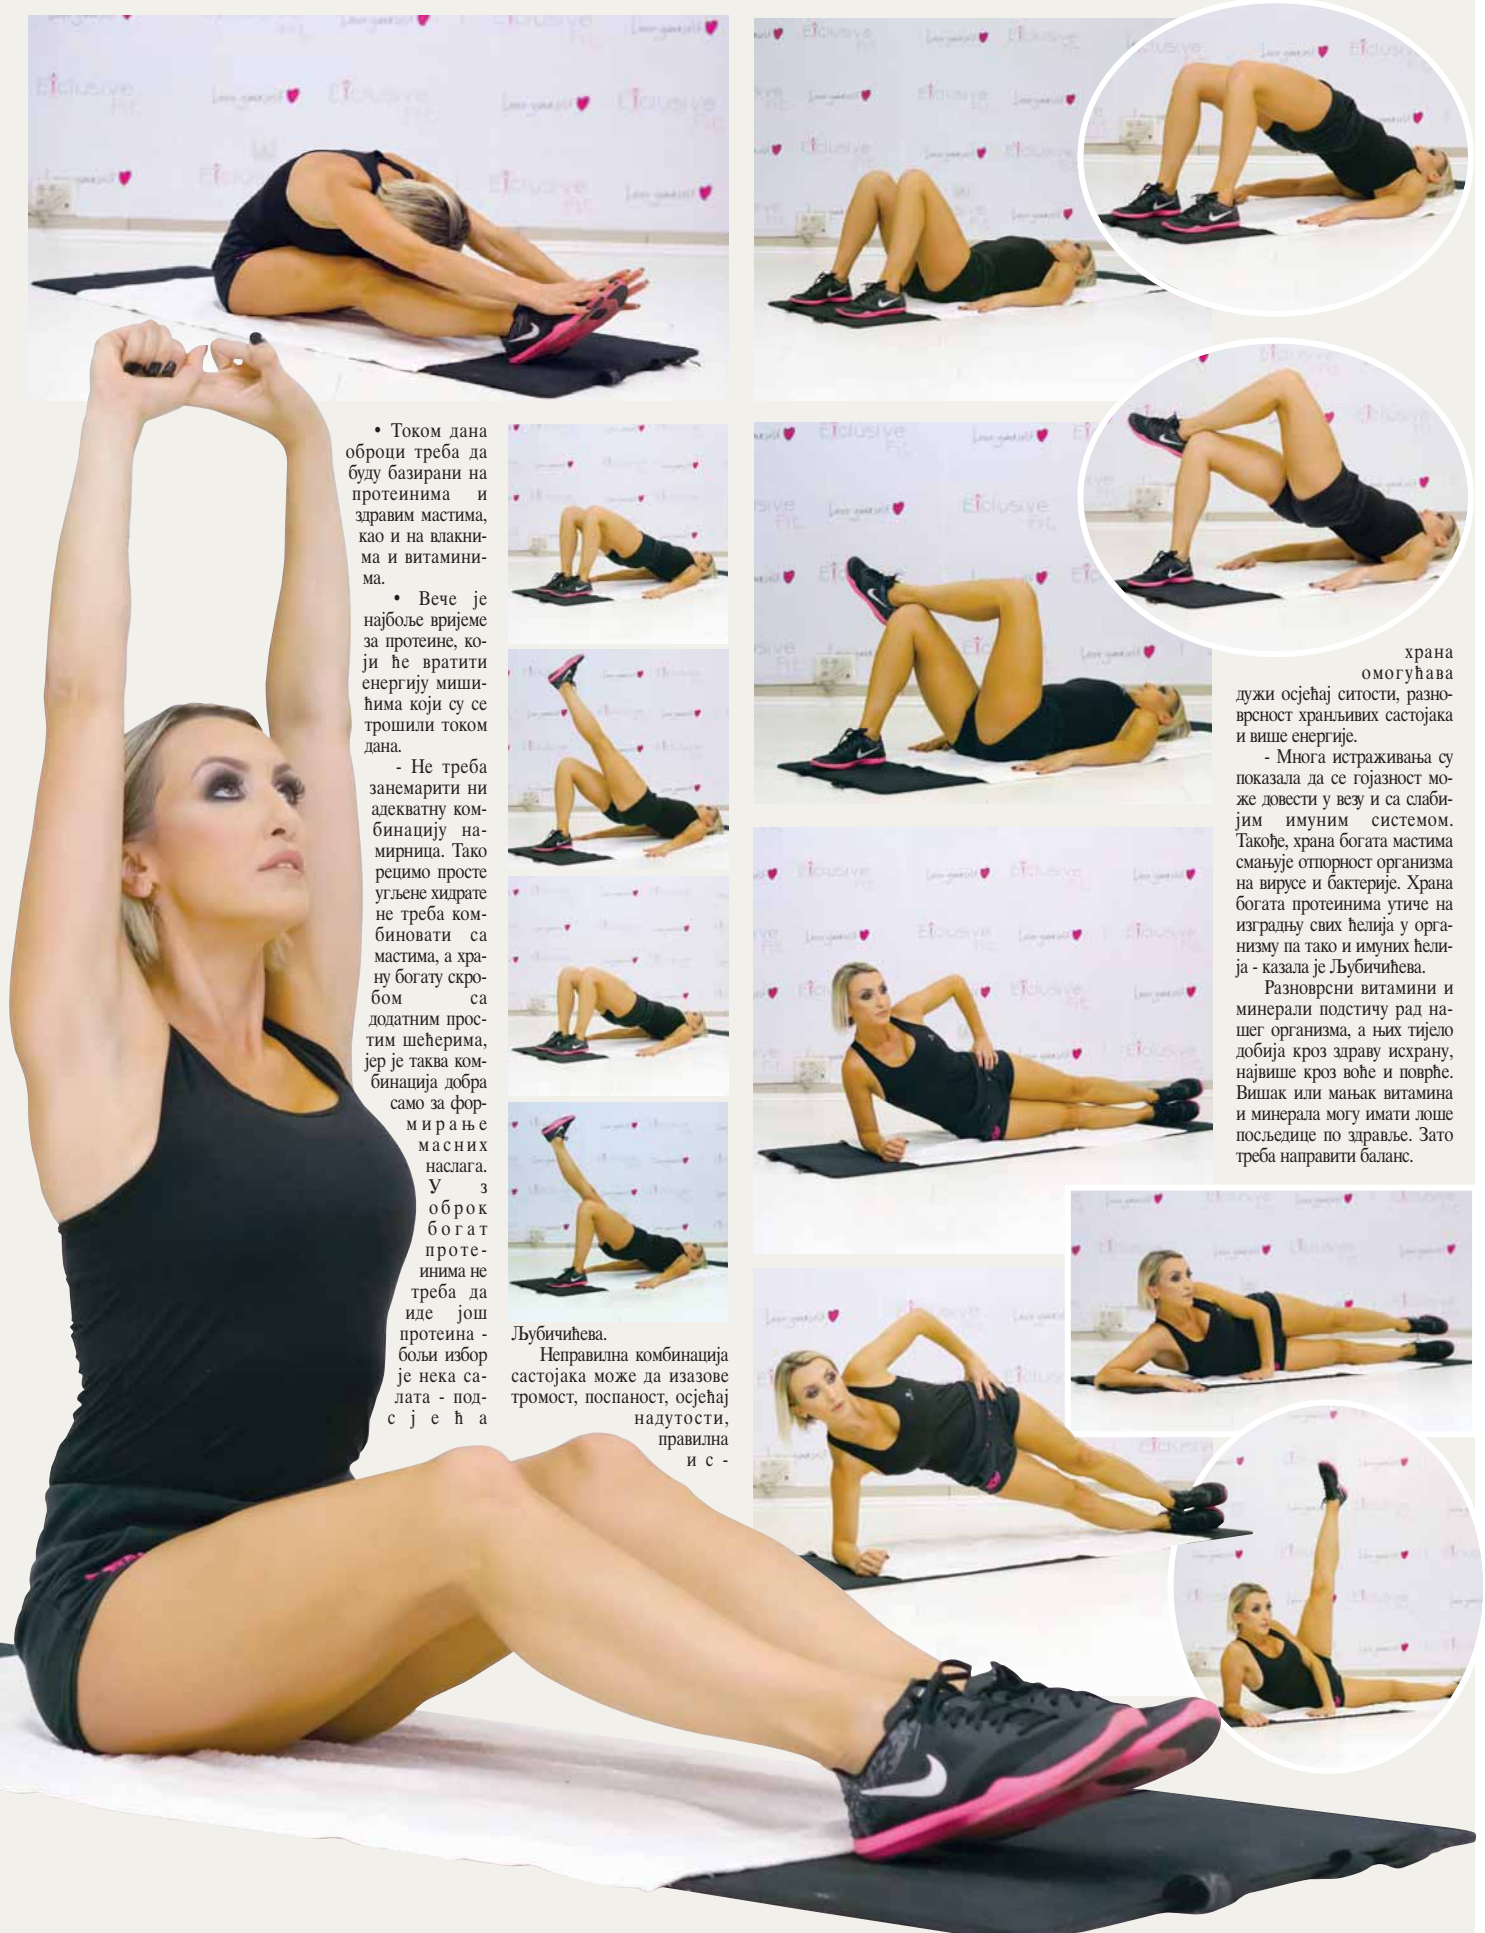 • Током дана
оброци треба да
буду базирани на
протеинима и
здравим мастима,
као и на влакни-
ма и витамини-
ма.
• Вече је
најбоље вријеме
за протеине, ко-
ји ће вратити
енергију миши-
ћима који су се
трошили током
дана.
- Не треба
занемарити ни
адекватну ком-
бинацију на-
мирница. Тако
рецимо просте
угљене хидрате
не треба ком-
биновати са
мастима, а хра-
ну богату скро-
бом са
додатним прос-
тим шећерима,
јер је таква ком-
бинација добра
само за фор-
мирање
масних
наслага.
Уз
оброк
богат
проте-
инима не
треба да
иде још
протеина -
бољи избор
је нека са-
лата - под-
сјећа
Љубичићева.
Неправилна комбинација
састојака може да изазове
тромост, поспаност, осјећај
надутости,
правилна
ис-
храна
омогућава
дужи осјећај ситости, разно-
врсност хранљивих састојака
и више енергије.
- Многа истраживања су
показала да се гојазност мо-
же довести у везу и са слаби-
јим имуним системом.
Такође, храна богата мастима
смањује отпорност организма
на вирусе и бактерије. Храна
богата протеинима утиче на
изградњу свих ћелија у орга-
низму па тако и имуних ћели-
ја - казала је Љубичићева.
Разноврсни витамини и
минерали подстичу рад на-
шег организма, а њих тијело
добија кроз здраву исхрану,
највише кроз воће и поврће.
Вишак или мањак витамина
и минерала могу имати лоше
посљедице по здравље. Зато
треба направити баланс.